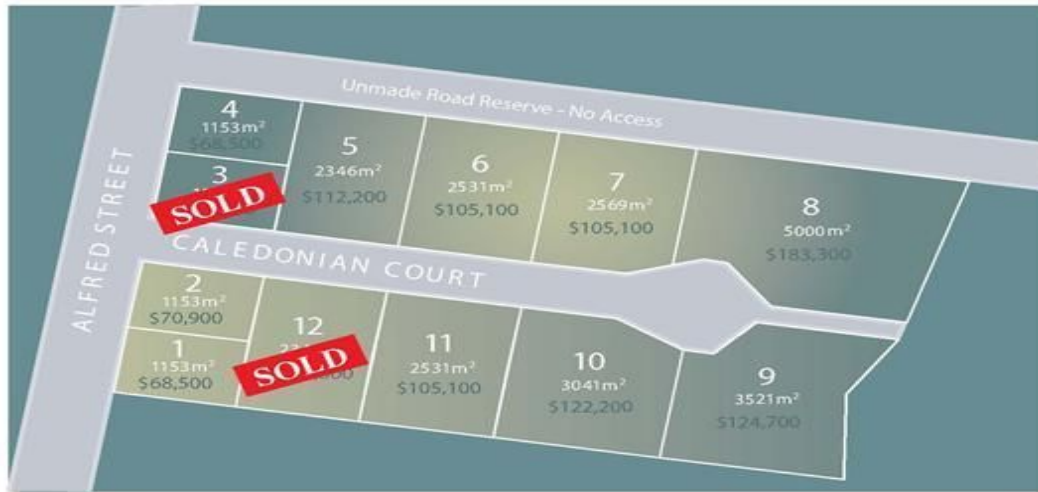 Unmade Road Reserve - No Access
ALFRED STREET
4
1153m²
$68,500
3
SOLD
5
2346m²
$112,200
6
2531m²
$105,100
7
2569m²
$105,100
8
5000m²
$183,300
CALEDONIAN COURT
2
1153m²
$70,900
1
1153m²
$68,500
12
SOLD
11
2531m²
$105,100
10
3041m²
$122,200
9
3521m²
$124,700